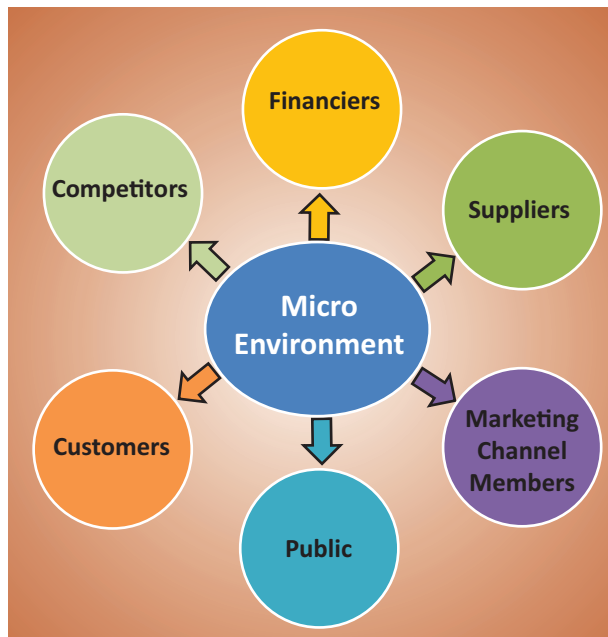 Financiers
Competitors
Suppliers
Micro
Environment
Customers
Marketing
Channel
Members
Public